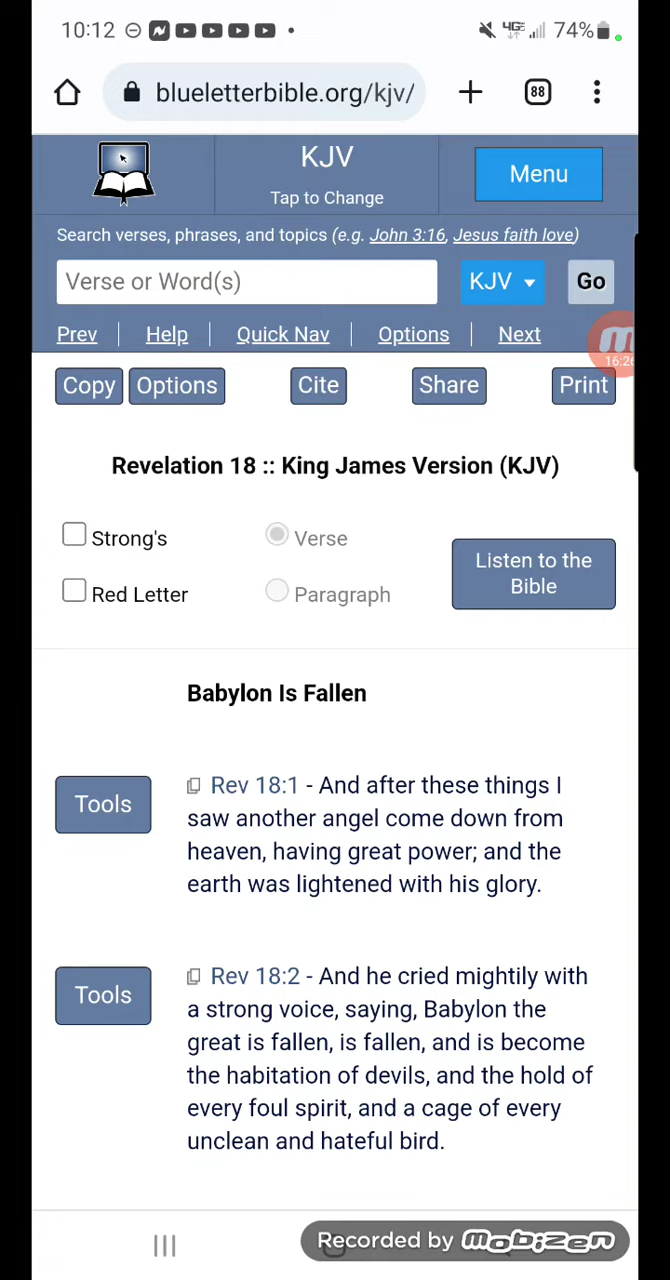 10:12
4GE 74%
blueletterbible.org/kjv/
88
KJV
Tap to Change
Menu
Search verses, phrases, and topics (e.g. John 3:16, Jesus faith love)
Verse or Word(s)
KJV
Go
Prev | Help | Quick Nav | Options | Next
16:26
Copy Options Cite Share Print
Revelation 18 :: King James Version (KJV)
Strong's
Verse
Red Letter
Paragraph
Listen to the
Bible
Babylon Is Fallen
Tools
Rev 18:1 - And after these things I
saw another angel come down from
heaven, having great power; and the
earth was lightened with his glory.
Tools
Rev 18:2 - And he cried mightily with
a strong voice, saying, Babylon the
great is fallen, is fallen, and is become
the habitation of devils, and the hold of
every foul spirit, and a cage of every
unclean and hateful bird.
Recorded by mobizen